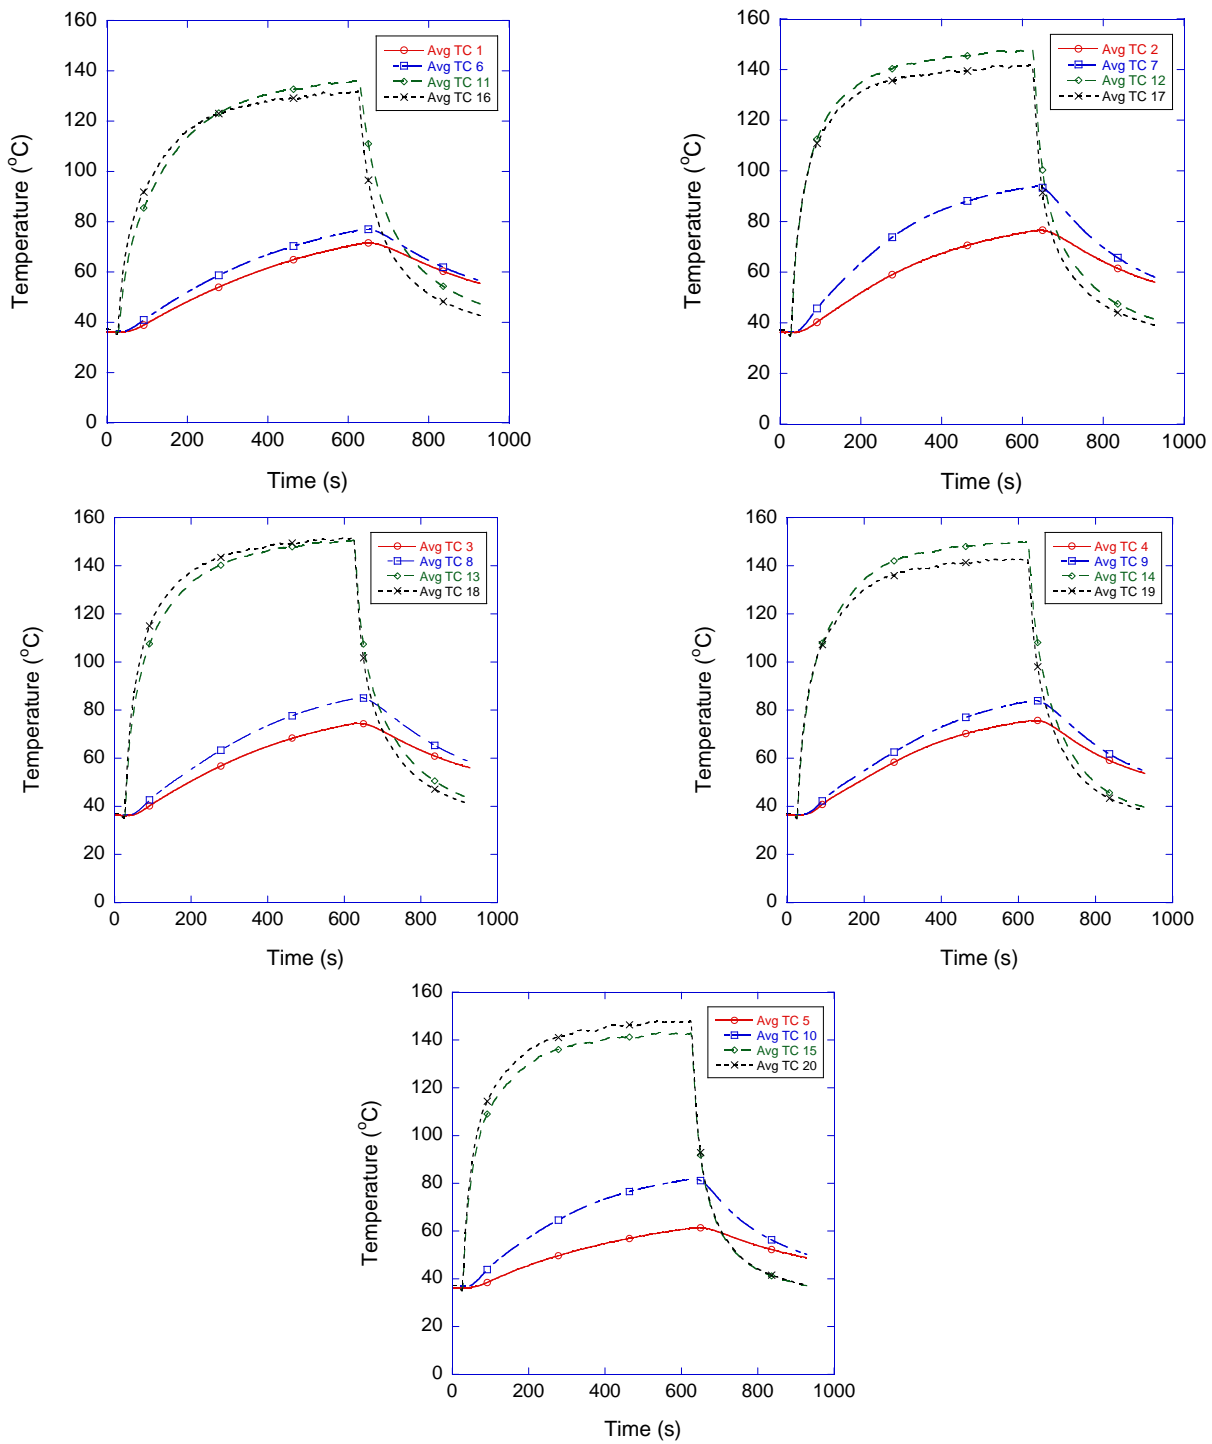 160
140
120
100
80
60
40
20
0
Temperature (°C)
Avg TC 1
Avg TC 6
Avg TC 11
Avg TC 16
0 200 400 600 800 1000
Time (s)
160
140
120
100
80
60
40
20
0
Temperature (°C)
Avg TC 2
Avg TC 7
Avg TC 12
Avg TC 17
0 200 400 600 800 1000
Time (s)
160
140
120
100
80
60
40
20
0
Temperature (°C)
Avg TC 3
Avg TC 8
Avg TC 13
Avg TC 18
0 200 400 600 800 1000
Time (s)
160
140
120
100
80
60
40
20
0
Temperature (°C)
Avg TC 4
Avg TC 9
Avg TC 14
Avg TC 19
0 200 400 600 800 1000
Time (s)
160
140
120
100
80
60
40
20
0
Temperature (°C)
Avg TC 5
Avg TC 10
Avg TC 15
Avg TC 20
0 200 400 600 800 1000
Time (s)